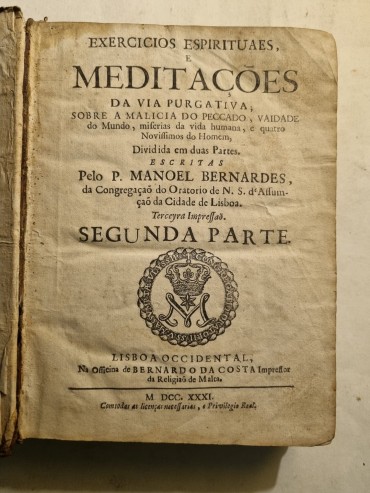 EXERCICIOS ESPIRITUAES,
E
MEDITAÇÕES
DA VIA PURGATIVA,
SOBRE A MALICIA DO PECCADO, VAIDADE
do Mundo, miserias da vida humana, e quatro
Novissimos do Homem,
Dividida em duas Partes.
ESCRITAS
Pelo P. MANOEL BERNARDES,
da Congregaçaõ do Oratorio de N. S. d'Assum-
çaõ da Cidade de Lisboa.
Terceyra Impressaõ.
SEGUNDA PARTE.
LISBOA OCCIDENTAL,
Na Officina de BERNARDO DA COSTA Impressor
da Religiaõ de Malta.
M DCC. XXXI.
Com todas as licenças necessarias, e Privilegio Real.